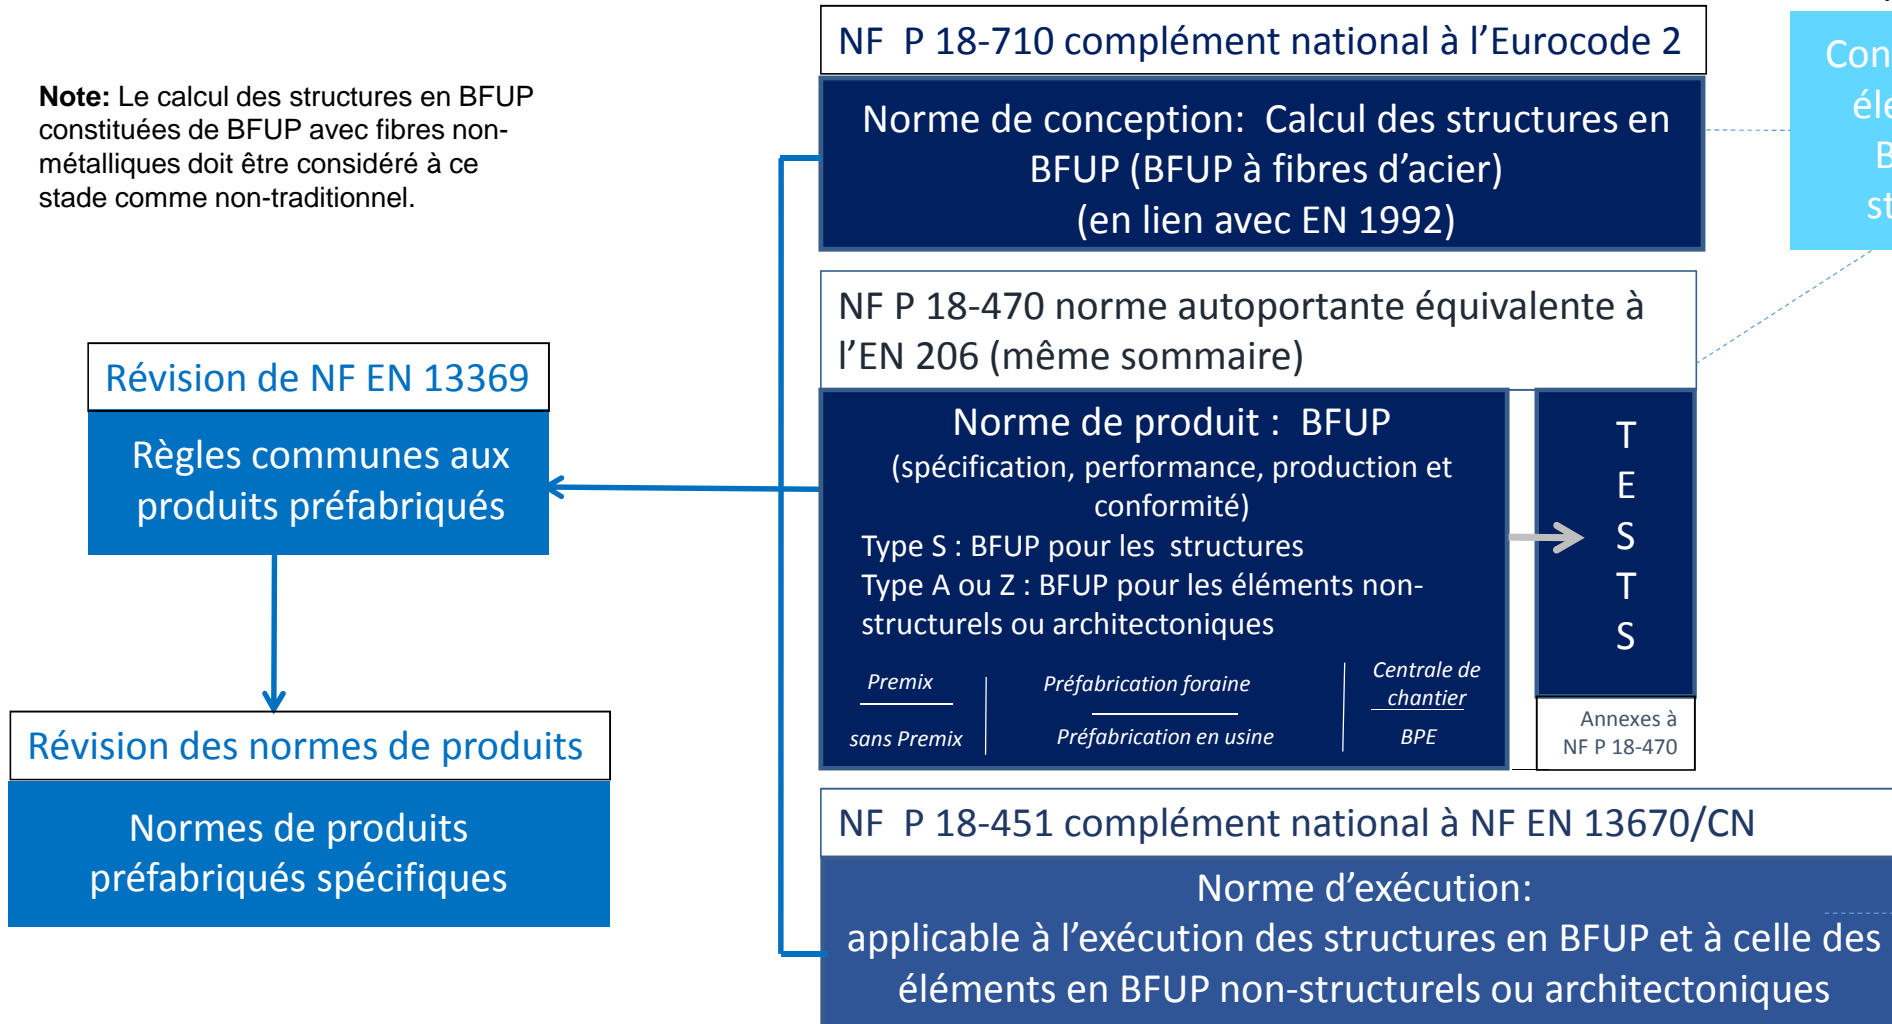 NF P 18-710 complément national à l’Eurocode 2
Note: Le calcul des structures en BFUP
constituées de BFUP avec fibres non-
métalliques doit être considéré à ce
stade comme non-traditionnel.
Norme de conception: Calcul des structures en
BFUP (BFUP à fibres d’acier)
(en lien avec EN 1992)
NF P 18-470 norme autoportante équivalente à
l’EN 206 (même sommaire)
Révision de NF EN 13369
Règles communes aux
produits préfabriqués
Norme de produit : BFUP
(spécification, performance, production et
conformité)
Type S : BFUP pour les structures
Type A ou Z : BFUP pour les éléments non-
structurels ou architectoniques
Premix
sans Premix
Préfabrication foraine
Préfabrication en usine
Centrale de
chantier
BPE
T
E
S
T
S
Annexes à
NF P 18-470
Révision des normes de produits
Normes de produits
préfabriqués spécifiques
NF P 18-451 complément national à NF EN 13670/CN
Norme d’exécution:
applicable à l’exécution des structures en BFUP et à celle des
éléments en BFUP non-structurels ou architectoniques